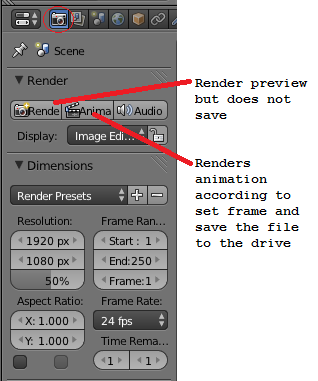 Scene
Render
Rende Anima Audio
Display: Image Edi...
Dimensions
Render Presets
Resolution: Frame Ran...
1920 px Start : 1
1080 px End:250
50% Frame:1
Aspect Ratio: Frame Rate:
X: 1.000 24 fps
Y: 1.000 Time Rema...
1 1
Render preview
but does not
save
Renders
animation
according to
set frame and
save the file
to the drive